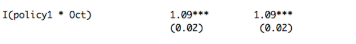 I(policy1 * Oct) 1.09*** 1.09***
(0.02) (0.02)